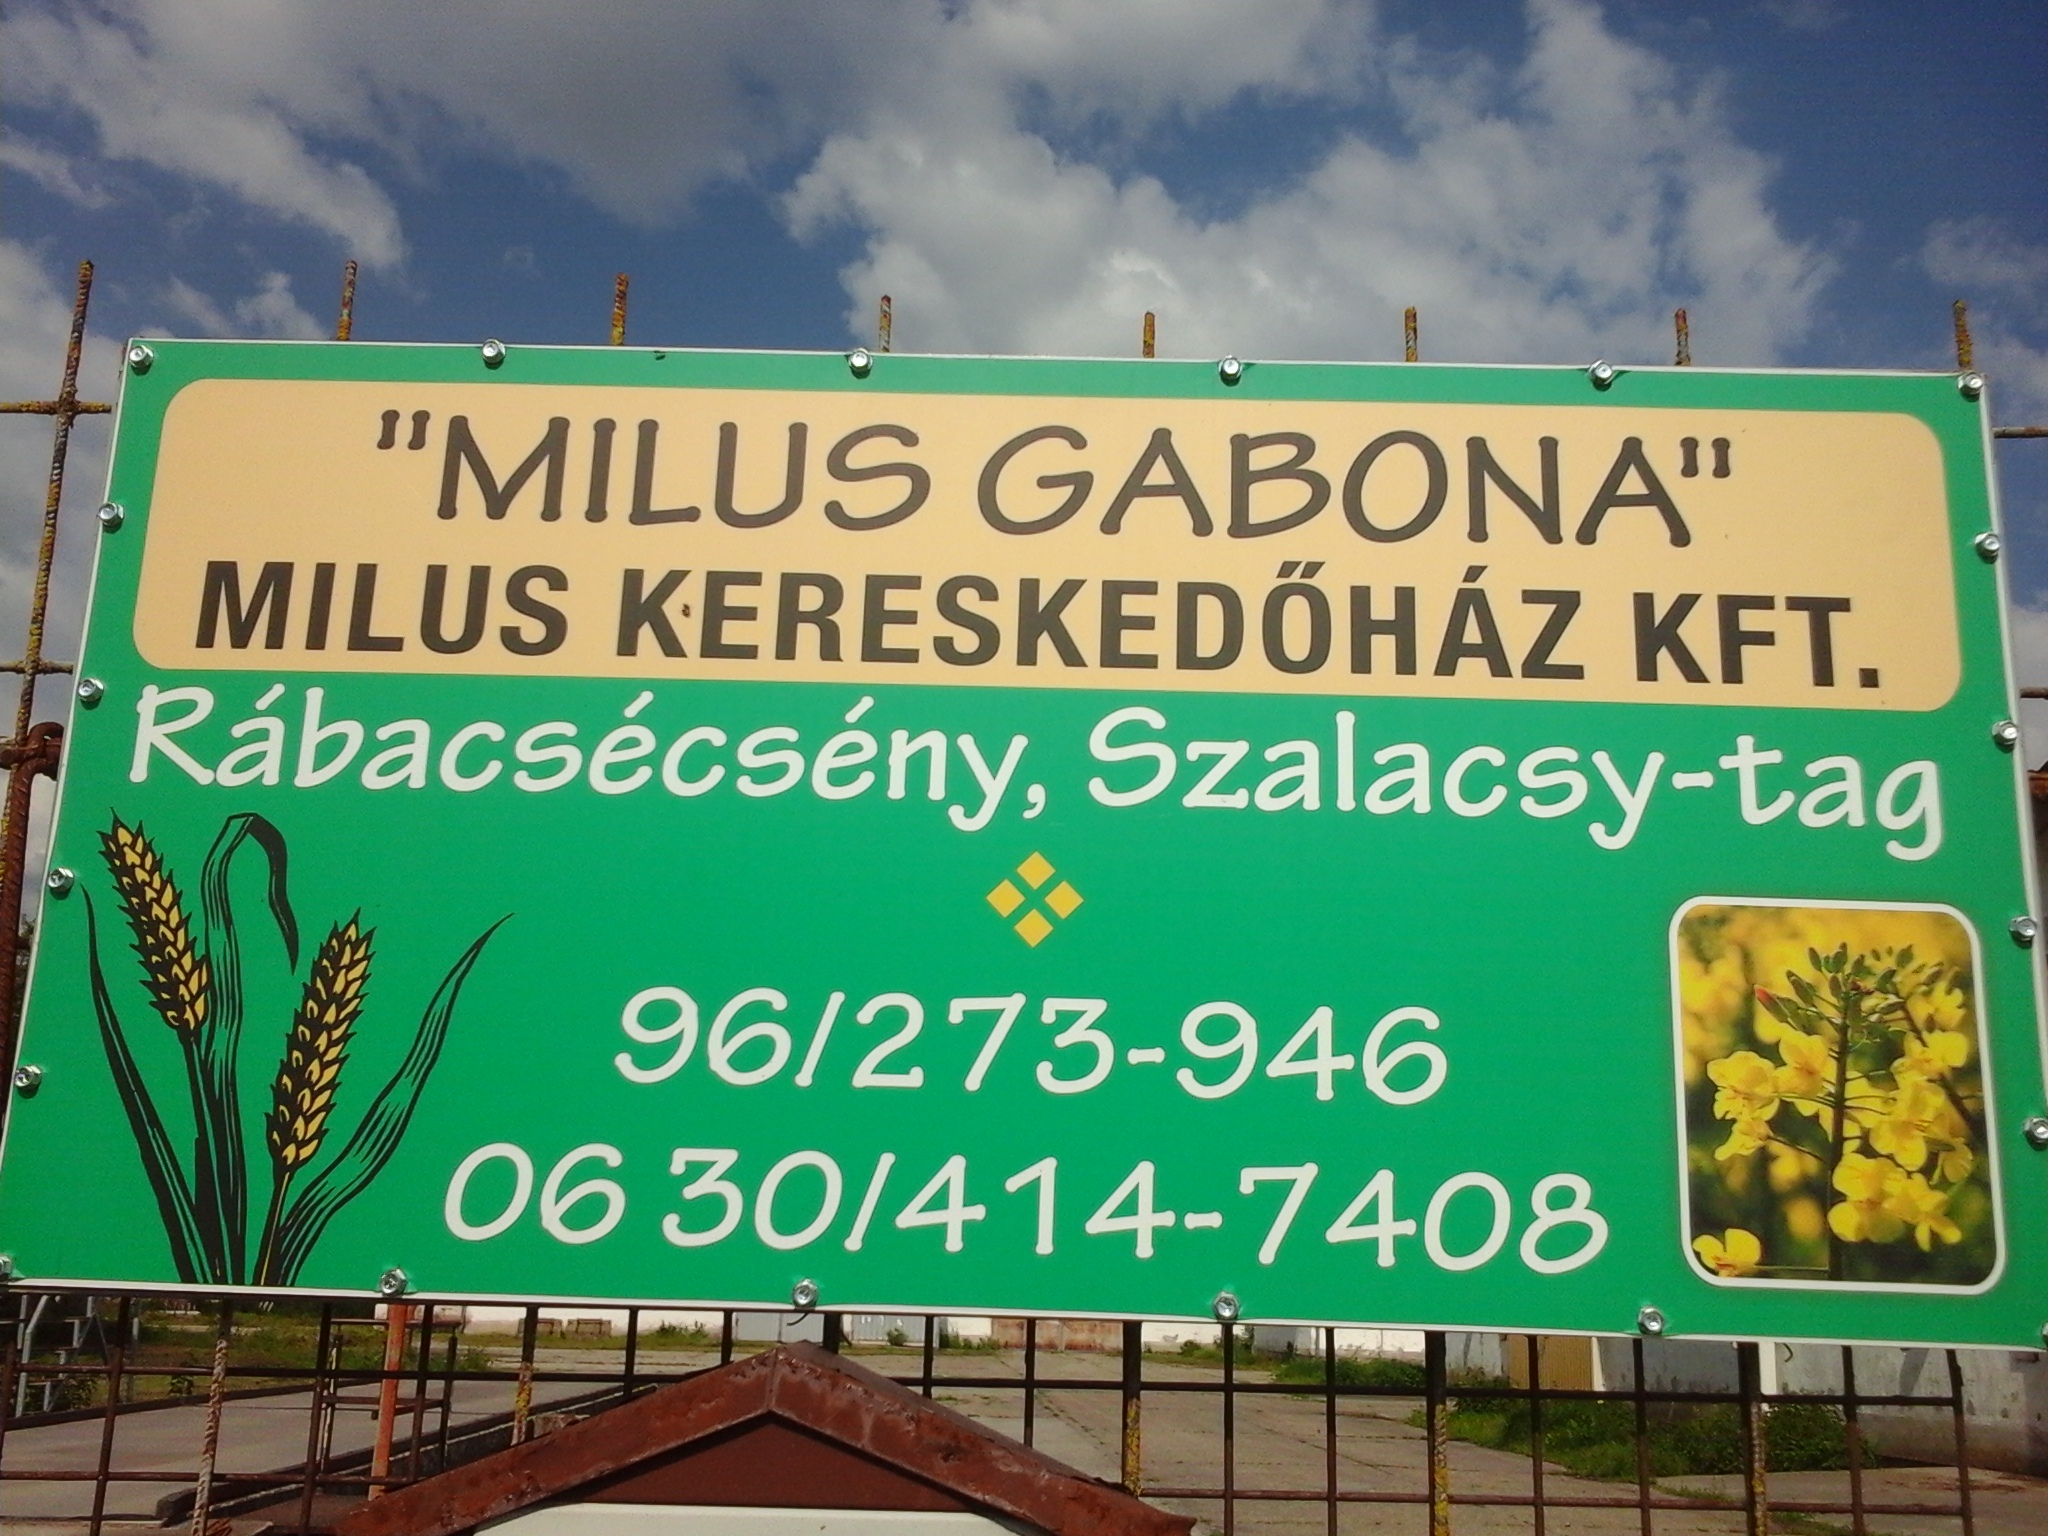 "MILUS GABONA"
MILUS KERESKEDŐHÁZ KFT.
Rábacsécsény, Szalacsy-tag
96/273-946
06 30/414-7408